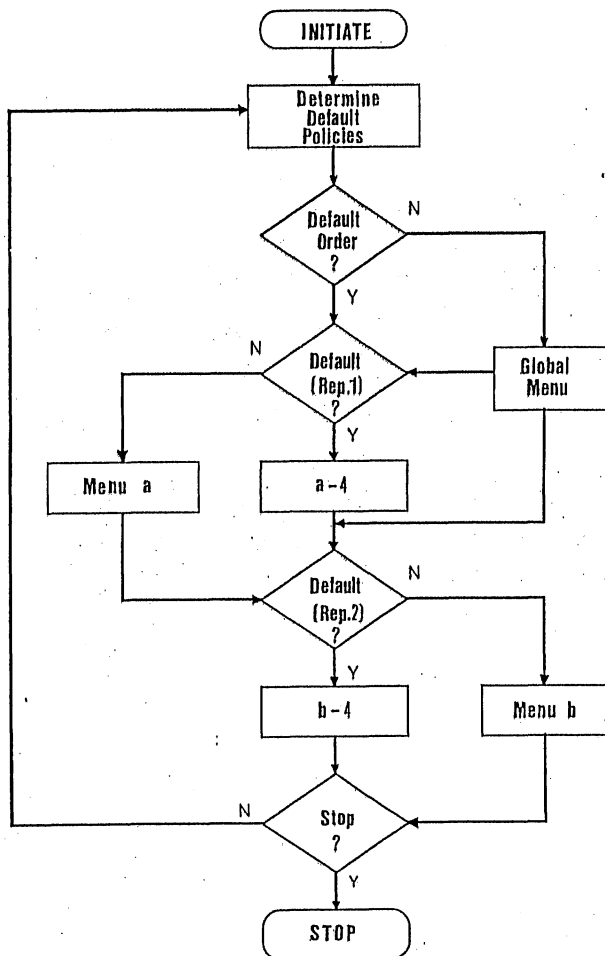 INITIATE
Determine
Default
Policies
Default
Order
?
N
Y
Default
(Rep.1)
?
N
Y
Global
Menu
Menu a
a-4
Default
(Rep.2)
?
N
Y
b-4
Menu b
Stop
?
N
Y
STOP